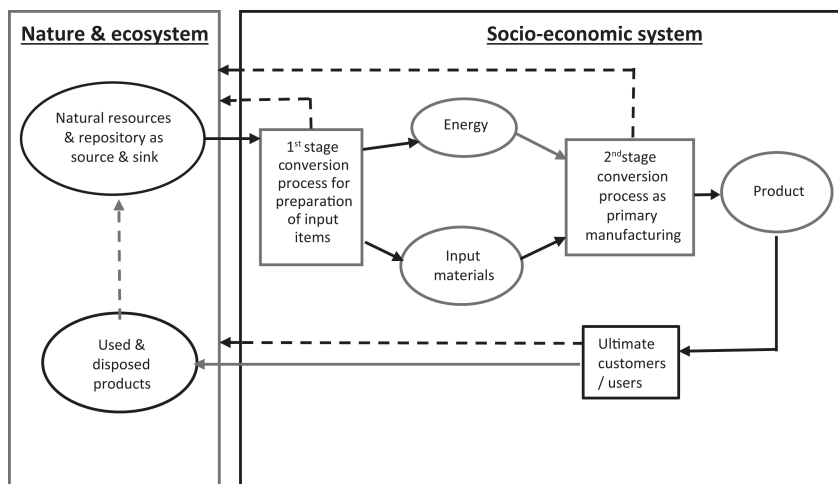 Nature & ecosystem
Socio-economic system
Natural resources
& repository as
source & sink
1st stage
conversion
process for
preparation
of input
items
Energy
Input
materials
2ndstage
conversion
process as
primary
manufacturing
Product
Used &
disposed
products
Ultimate
customers
/ users